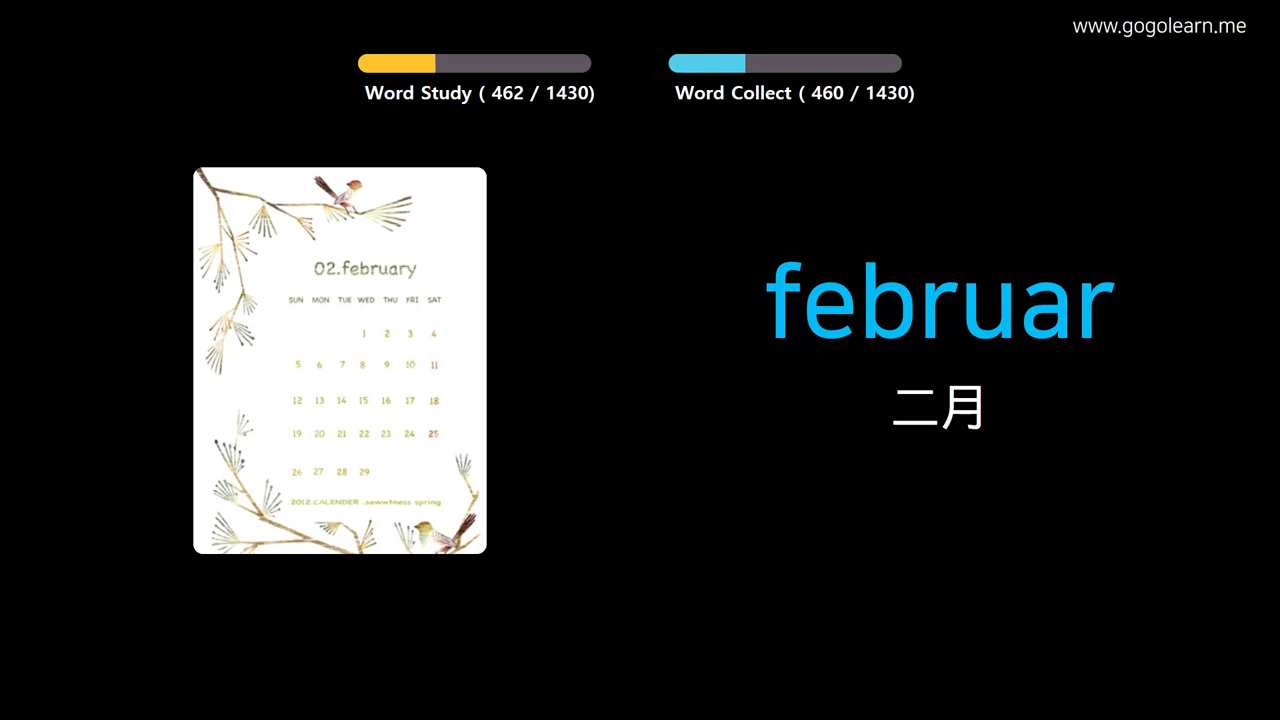 www.gogolearn.me
Word Study ( 462 / 1430)
Word Collect ( 460 / 1430)
02.february
SUN MON TUE WED THU FRI SAT
1 2 3 4
5 6 7 8 9 10 11
12 13 14 15 16 17 18
19 20 21 22 23 24 25
26 27 28 29
2012.CALENDER .sewwtness spring
februar
二月